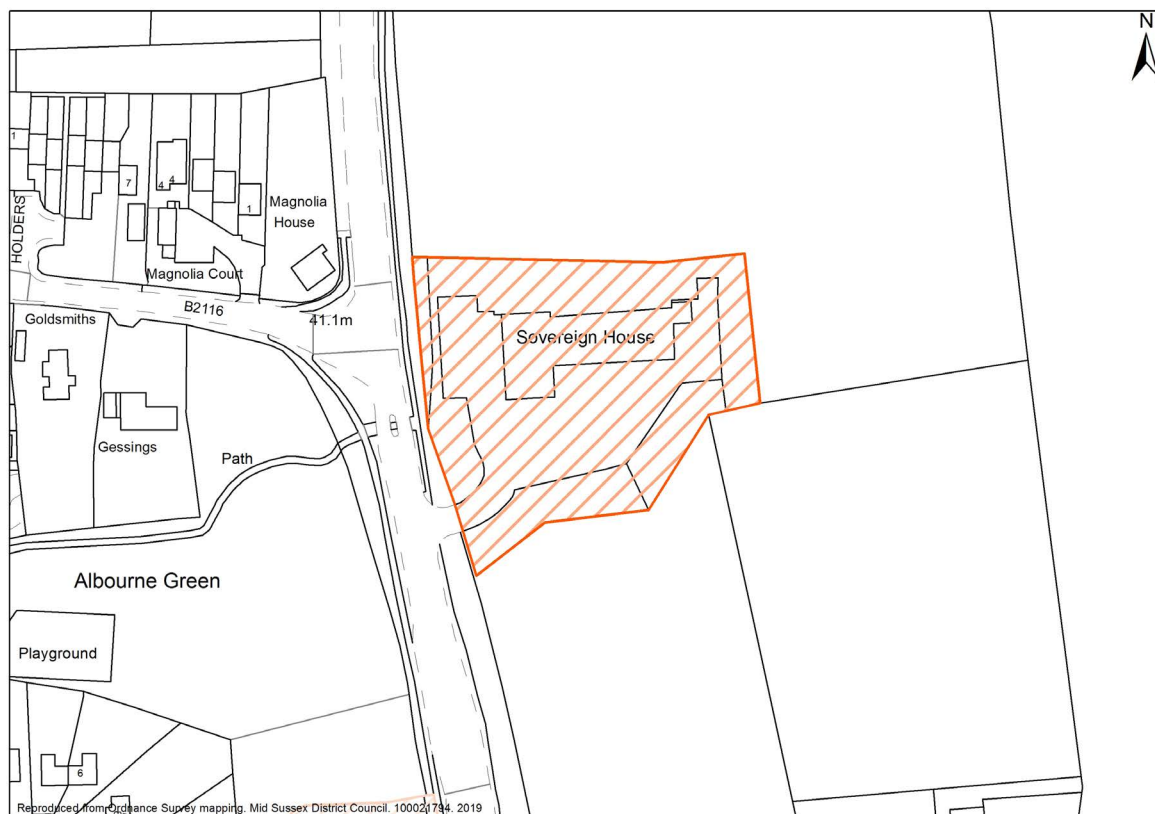 N
1
7
4
4
1
Magnolia
House
HOLDERS
Magnolia Court
B2116
41.1m
Goldsmiths
Sovereign House
Gessings
Path
Albourne Green
Playground
6
Reproduced from Ordnance Survey mapping. Mid Sussex District Council. 100021794. 2019